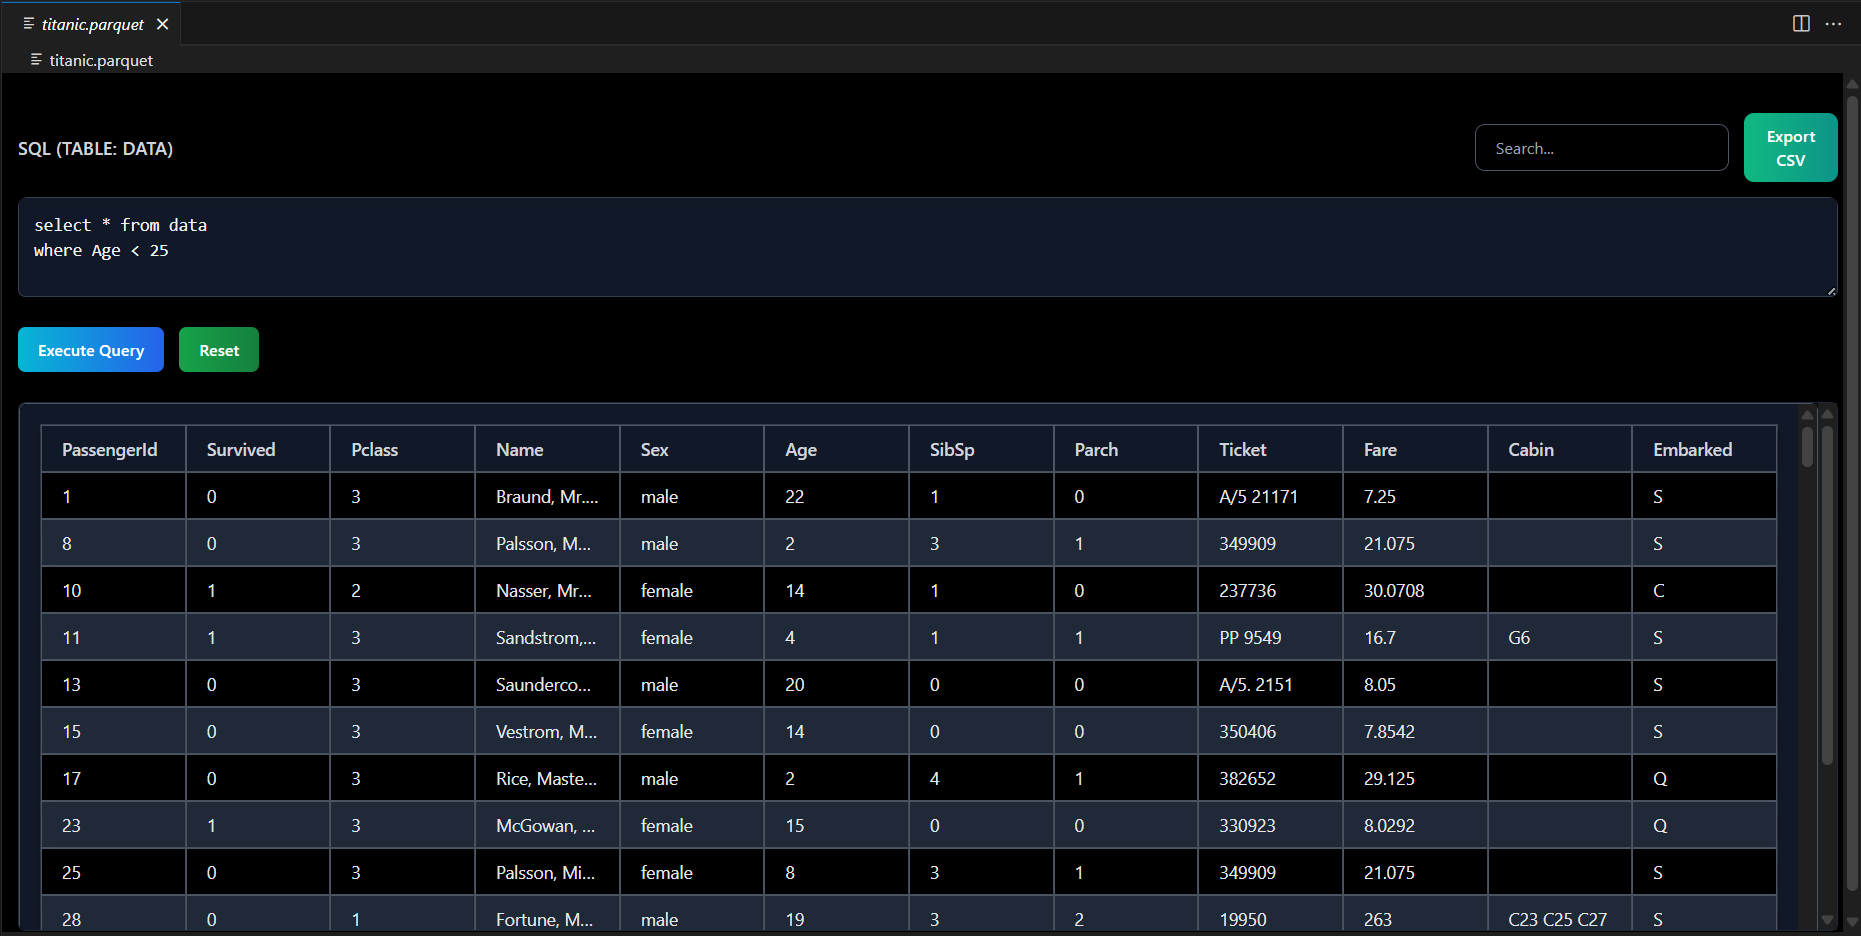 titanic.parquet
titanic.parquet
SQL (TABLE: DATA)
Search...
Export
CSV
select * from data
where Age < 25
Execute Query
Reset
PassengerId Survived Pclass Name Sex Age SibSp Parch Ticket Fare Cabin Embarked
1 0 3 Braund, Mr.... male 22 1 0 A/5 21171 7.25 S
8 0 3 Palsson, M... male 2 3 1 349909 21.075 S
10 1 2 Nasser, Mr... female 14 1 0 237736 30.0708 C
11 1 3 Sandstrom,... female 4 1 1 PP 9549 16.7 G6 S
13 0 3 Saunderco... male 20 0 0 A/5. 2151 8.05 S
15 0 3 Vestrom, M... female 14 0 0 350406 7.8542 S
17 0 3 Rice, Maste... male 2 4 1 382652 29.125 Q
23 1 3 McGowan, ... female 15 0 0 330923 8.0292 Q
25 0 3 Palsson, Mi... female 8 3 1 349909 21.075 S
28 0 1 Fortune, M... male 19 3 2 19950 263 C23 C25 C27 S